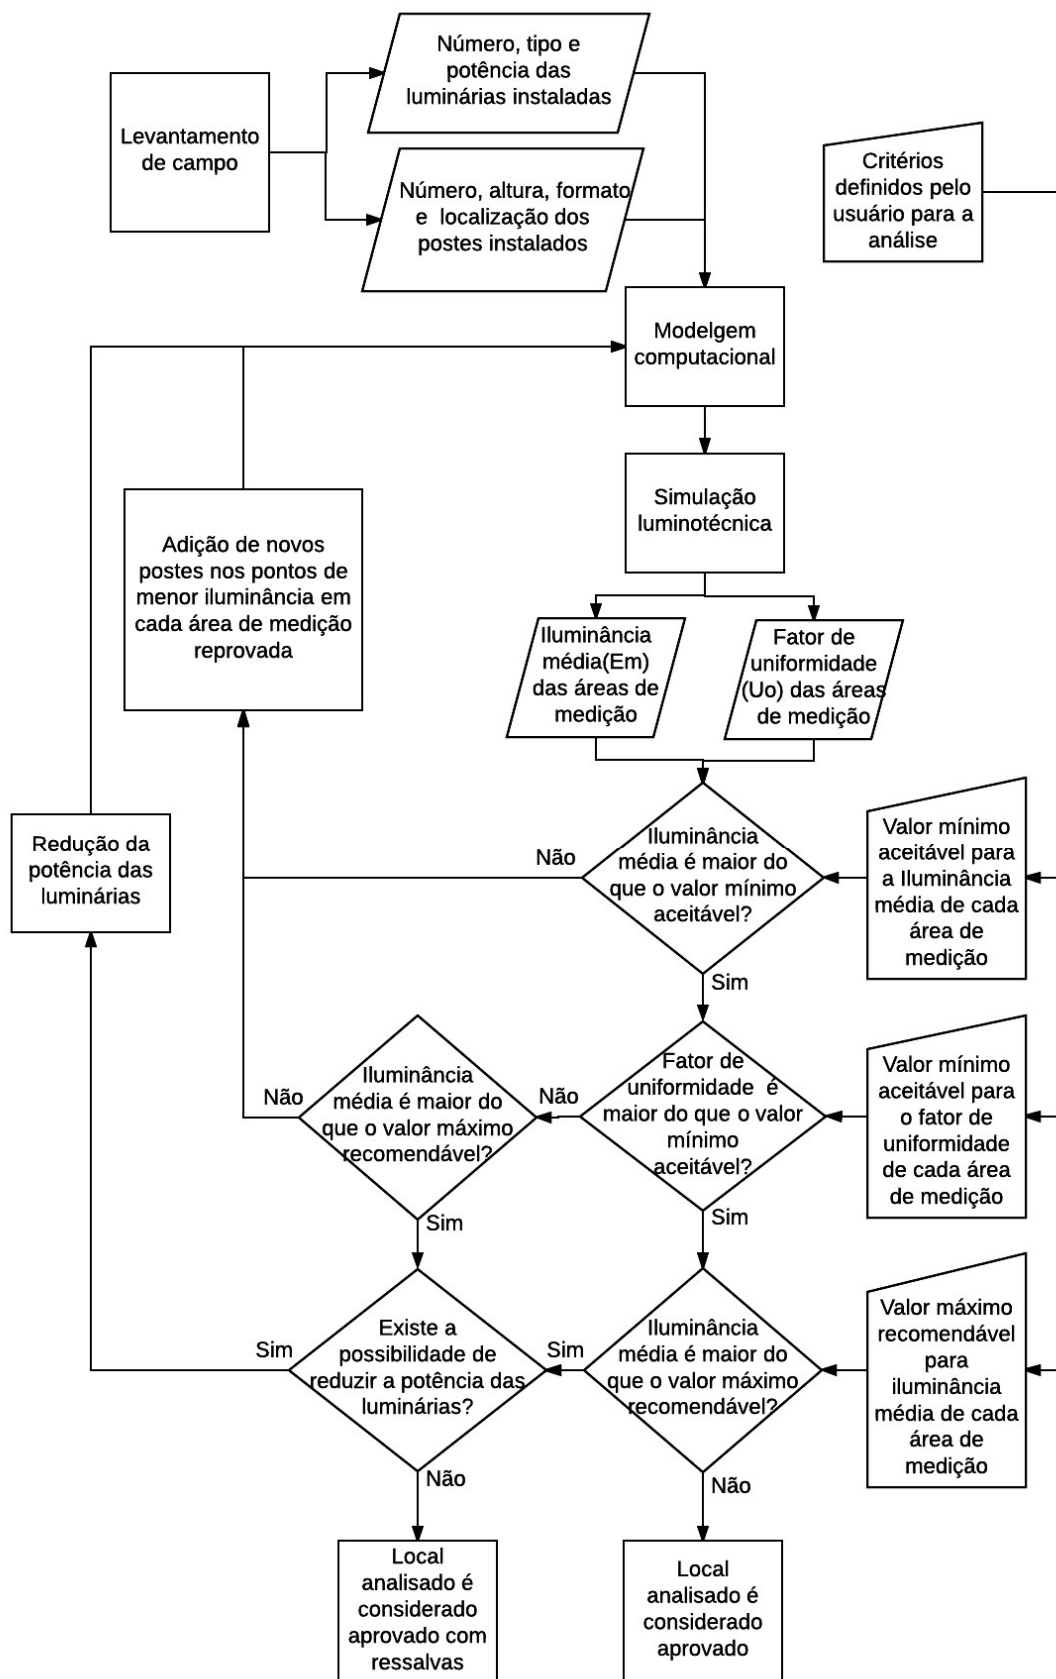 Número, tipo e
potência das
luminárias instaladas
Levantamento
de campo
Número, altura, formato
e localização dos
postes instalados
Critérios
definidos pelo
usuário para a
análise
Modelgem
computacional
Simulação
luminotécnica
Adição de novos
postes nos pontos de
menor iluminância em
cada área de medição
reprovada
Iluminância
média(Em)
das áreas de
medição
Fator de
uniformidade
(Uo) das áreas
de medição
Redução da
potência das
luminárias
Não
Iluminância
média é maior do
que o valor mínimo
aceitável?
Valor mínimo
aceitável para
a Iluminância
média de cada
área de
medição
Sim
Não
Iluminância
média é maior do
que o valor máximo
recomendável?
Não
Fator de
uniformidade é
maior do que o valor
mínimo
aceitável?
Valor mínimo
aceitável para
o fator de
uniformidade
de cada área
de medição
Sim
Sim
Sim
Existe a
possibilidade de
reduzir a potência das
luminárias?
Sim
Iluminância
média é maior do
que o valor máximo
recomendável?
Valor máximo
recomendável
para
iluminância
média de cada
área de
medição
Não
Não
Local
analisado é
considerado
aprovado com
ressalvas
Local
analisado é
considerado
aprovado